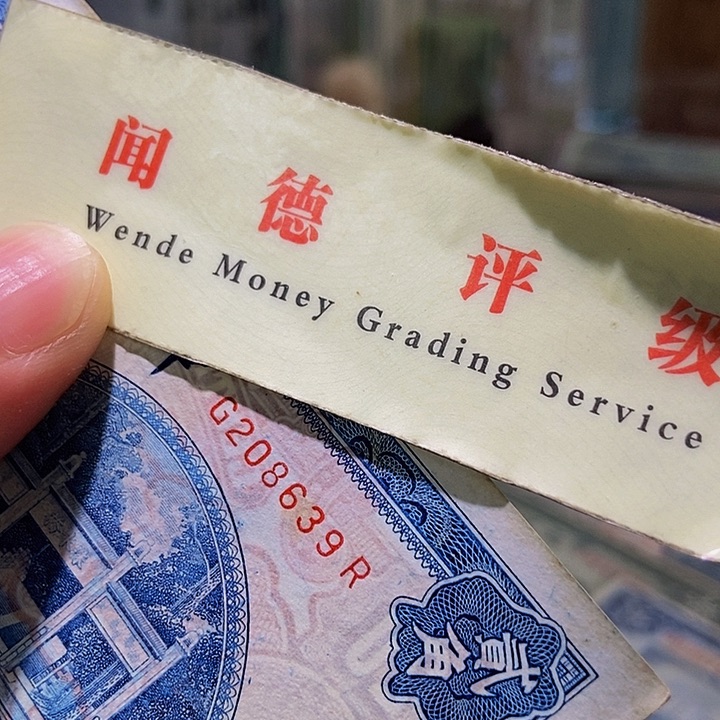 闻德评级
Wende Money Grading Service
G208639R
贰角